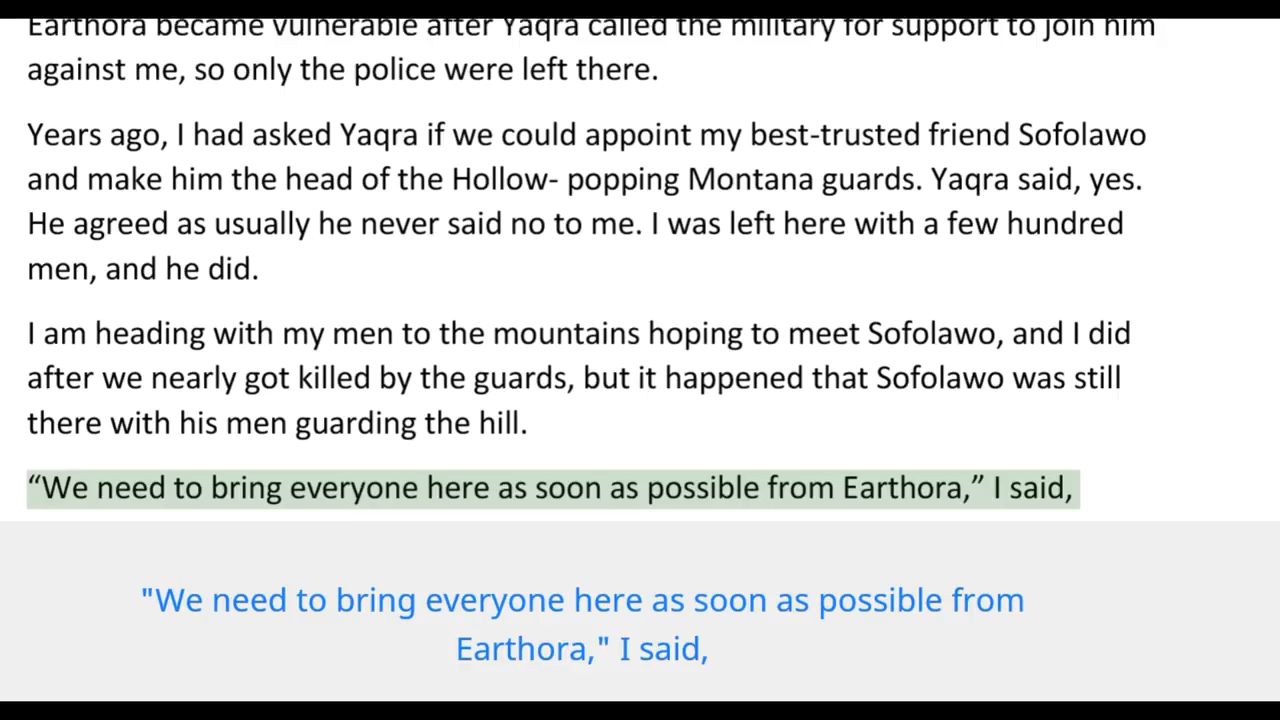 Earthora became vulnerable after Yaqra called the military for support to join him
against me, so only the police were left there.
Years ago, I had asked Yaqra if we could appoint my best-trusted friend Sofolawo
and make him the head of the Hollow- popping Montana guards. Yaqra said, yes.
He agreed as usually he never said no to me. I was left here with a few hundred
men, and he did.
I am heading with my men to the mountains hoping to meet Sofolawo, and I did
after we nearly got killed by the guards, but it happened that Sofolawo was still
there with his men guarding the hill.
“We need to bring everyone here as soon as possible from Earthora,” I said,
"We need to bring everyone here as soon as possible from
Earthora," I said,